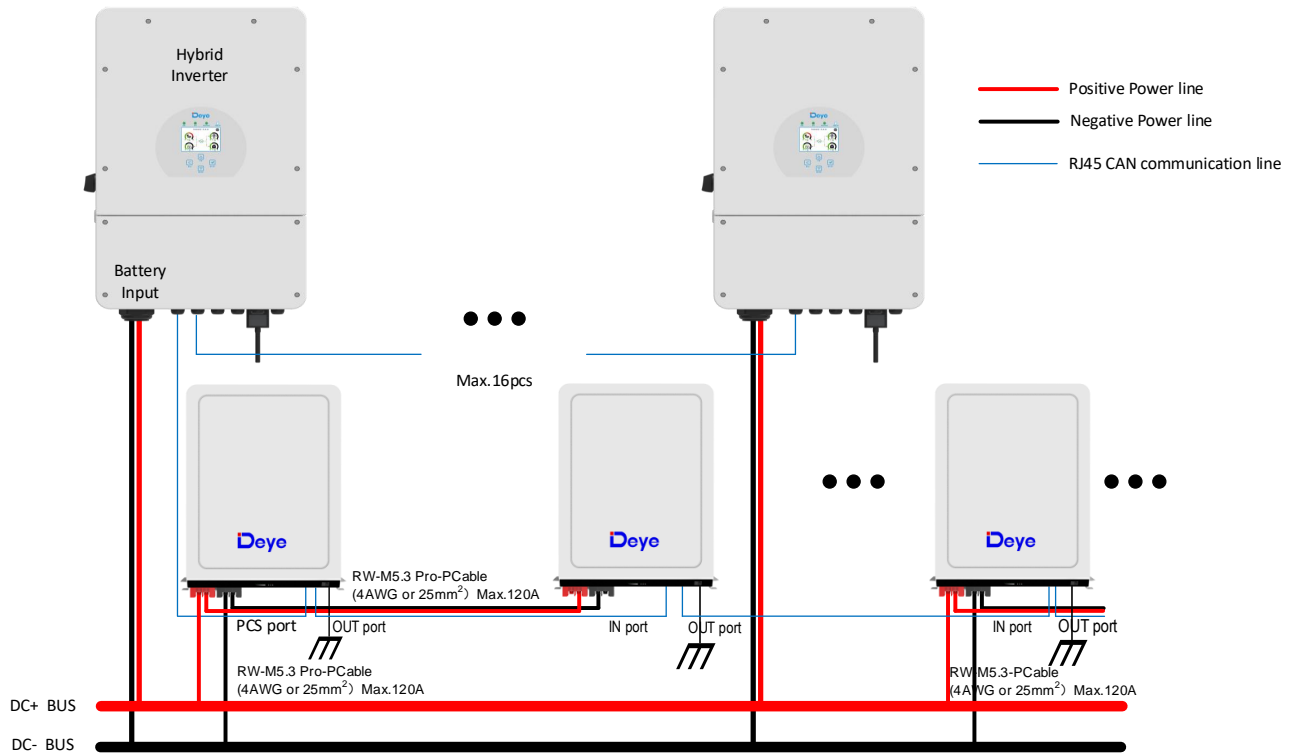 Hybrid
Inverter
Deye
Deye
Positive Power line
Negative Power line
RJ45 CAN communication line
Battery
Input
Max.16pcs
Deye
Deye
Deye
RW-M5.3 Pro-PCable
(4AWG or 25mm²) Max.120A
PCS port
OUT port
IN port
OUT port
IN port
OUT port
RW-M5.3 Pro-PCable
(4AWG or 25mm²) Max.120A
RW-M5.3-PCable
(4AWG or 25mm²) Max.120A
DC+ BUS
DC- BUS